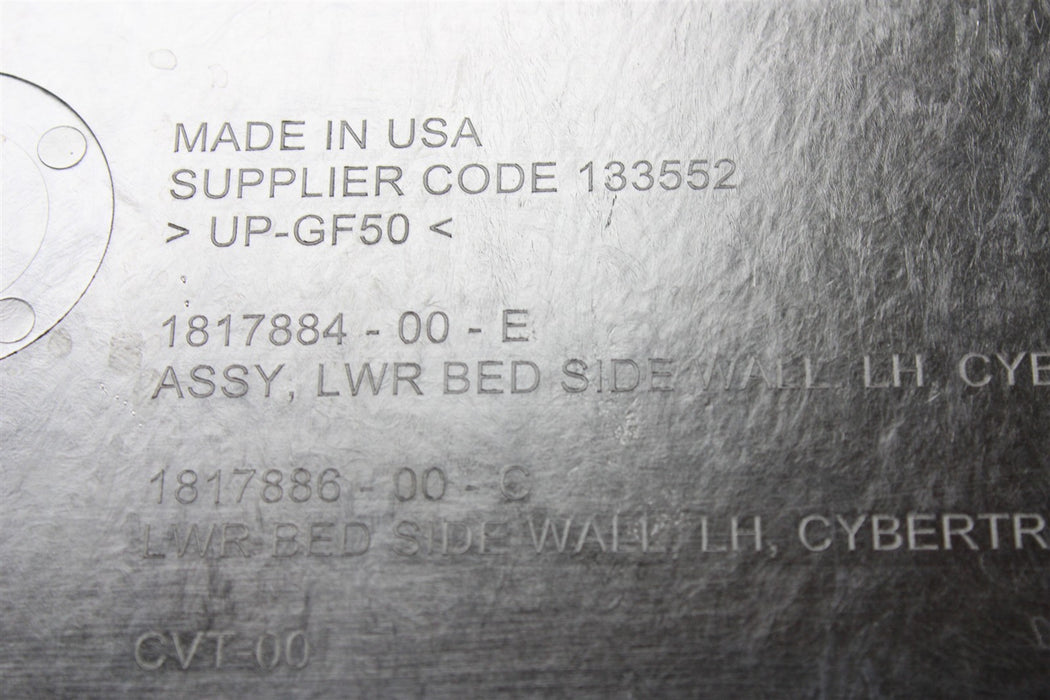 MADE IN USA
SUPPLIER CODE 133552
> UP-GF50 <
1817884 - 00 - E
ASSY, LWR BED SIDE WALL, LH, CYB
1817886 - 00 - C
LWR BED SIDE WALL, LH, CYBERTR
CVT-00